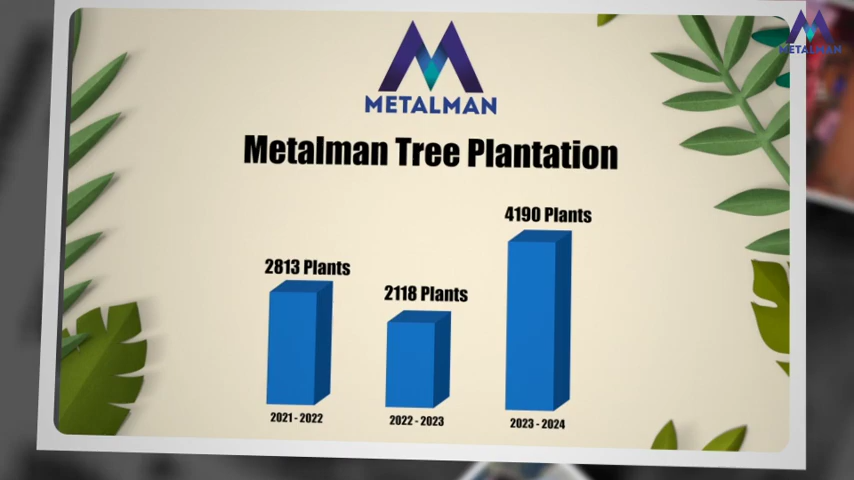 METALMAN
METALMAN
Metalman Tree Plantation
4190 Plants
2813 Plants
2118 Plants
2021 - 2022
2022 - 2023
2023 - 2024